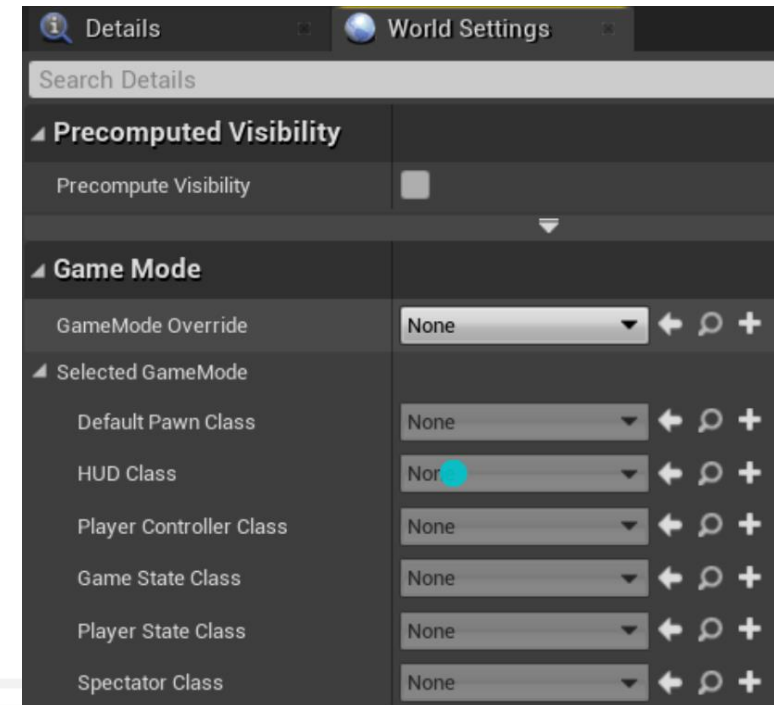 Details World Settings
Search Details
Precomputed Visibility
Precompute Visibility
Game Mode
GameMode Override None
Selected GameMode
Default Pawn Class None
HUD Class
Player Controller Class None
Game State Class None
Player State Class None
Spectator Class None